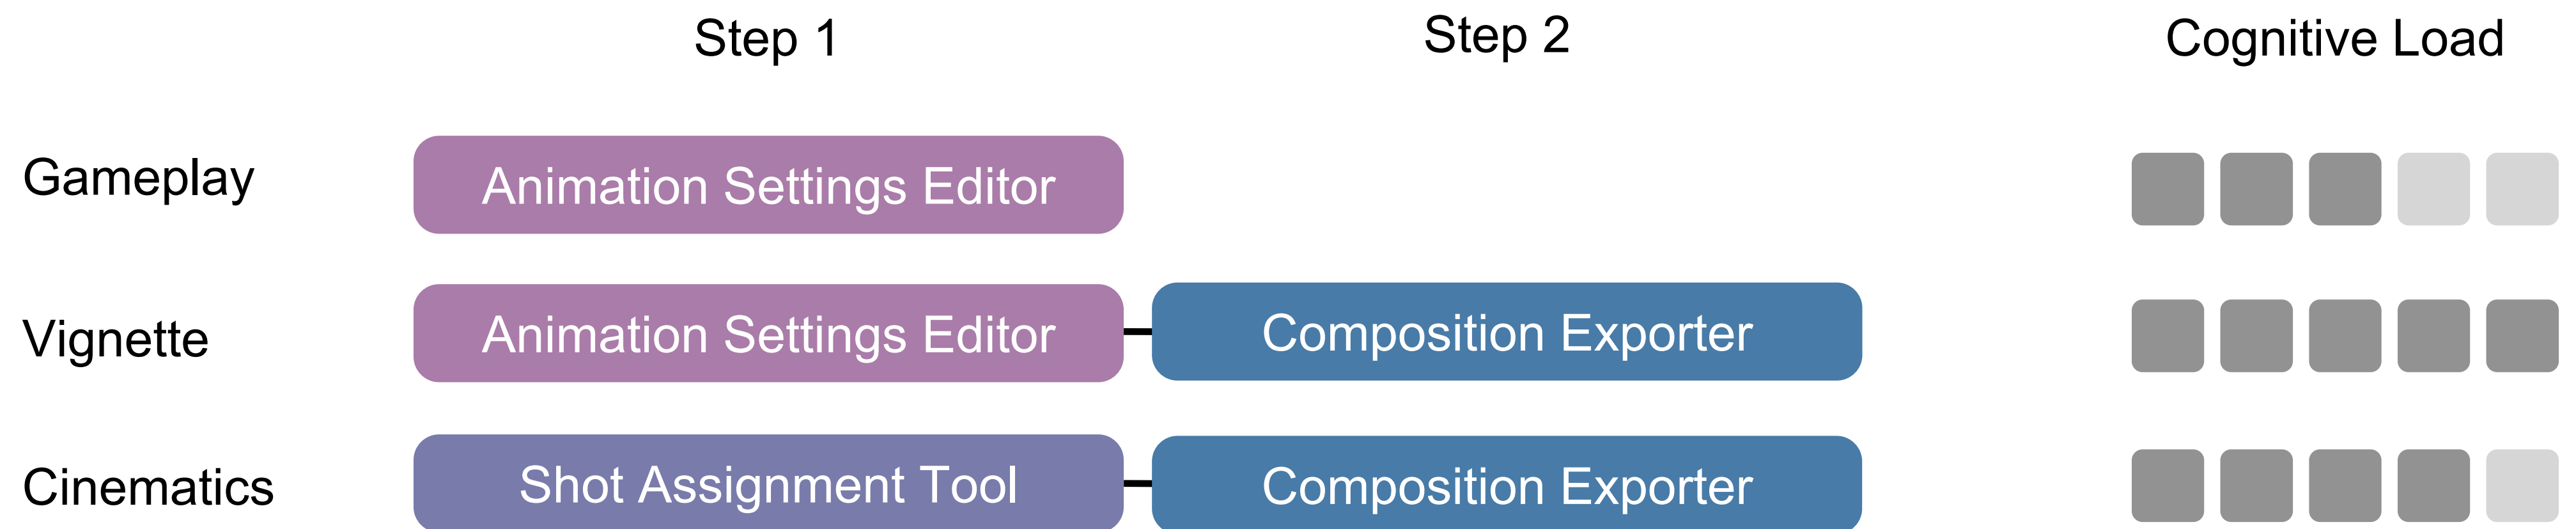 Step 1
Step 2
Cognitive Load
Gameplay
Animation Settings Editor
Vignette
Animation Settings Editor
Composition Exporter
Cinematics
Shot Assignment Tool
Composition Exporter